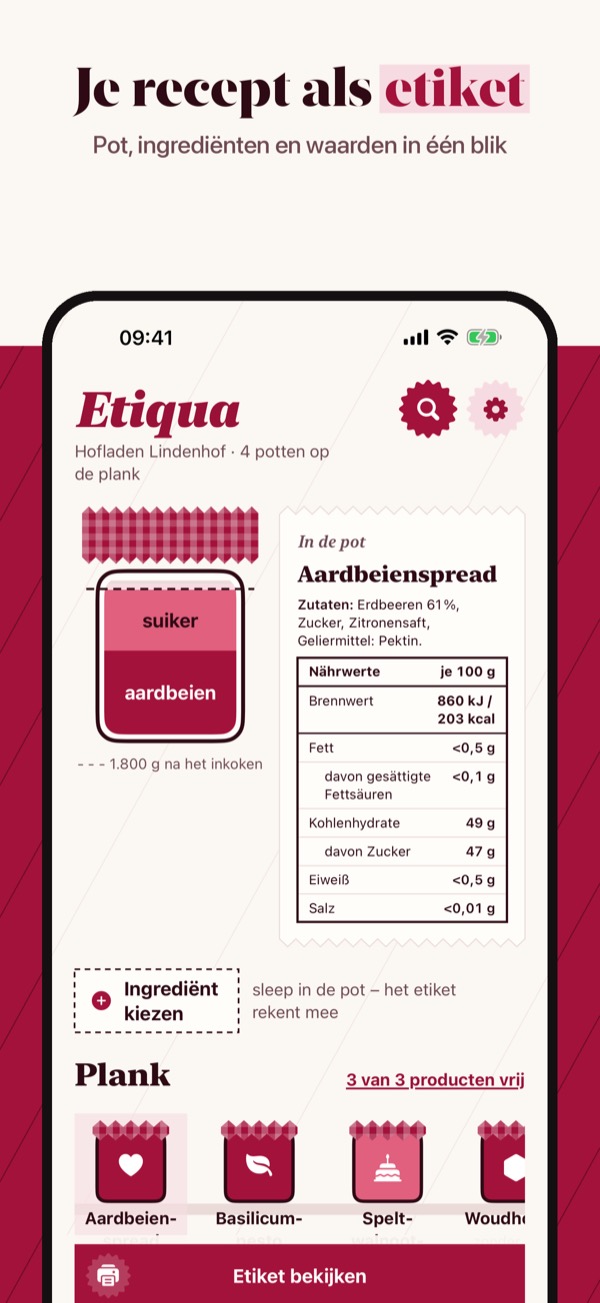 Je recept als etiket
Pot, ingrediënten en waarden in één blik
09:41
Etiqua
Hofladen Lindenhof · 4 potten op
de plank
suiker
aardbeien
- - - 1.800 g na het inkoken
In de pot
Aardbeienspread
Zutaten: Erdbeeren 61 %,
Zucker, Zitronensaft,
Geliermittel: Pektin.
Nährwerte je 100 g
Brennwert 860 kJ /
203 kcal
Fett <0,5 g
davon gesättigte <0,1 g
Fettsäuren
Kohlenhydrate 49 g
davon Zucker 47 g
Eiweiß <0,5 g
Salz <0,01 g
Ingrediënt
kiezen
sleep in de pot – het etiket
rekent mee
Plank
3 van 3 producten vrij
Aardbeien- Basilicum- Spelt- Woudho
spread pesto walnoot-
Etiket bekijken